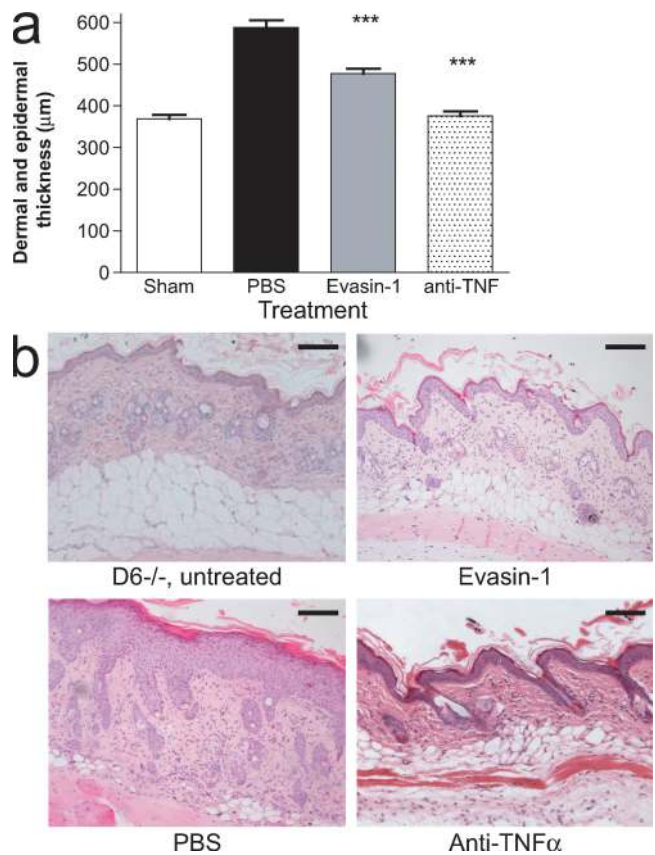 a
Dermal and epidermal
thickness (μm)
600
500
400
300
200
100
0
***
***
Sham PBS Evasin-1 anti-TNF
Treatment
b
D6-/-, untreated Evasin-1
PBS Anti-TNFα